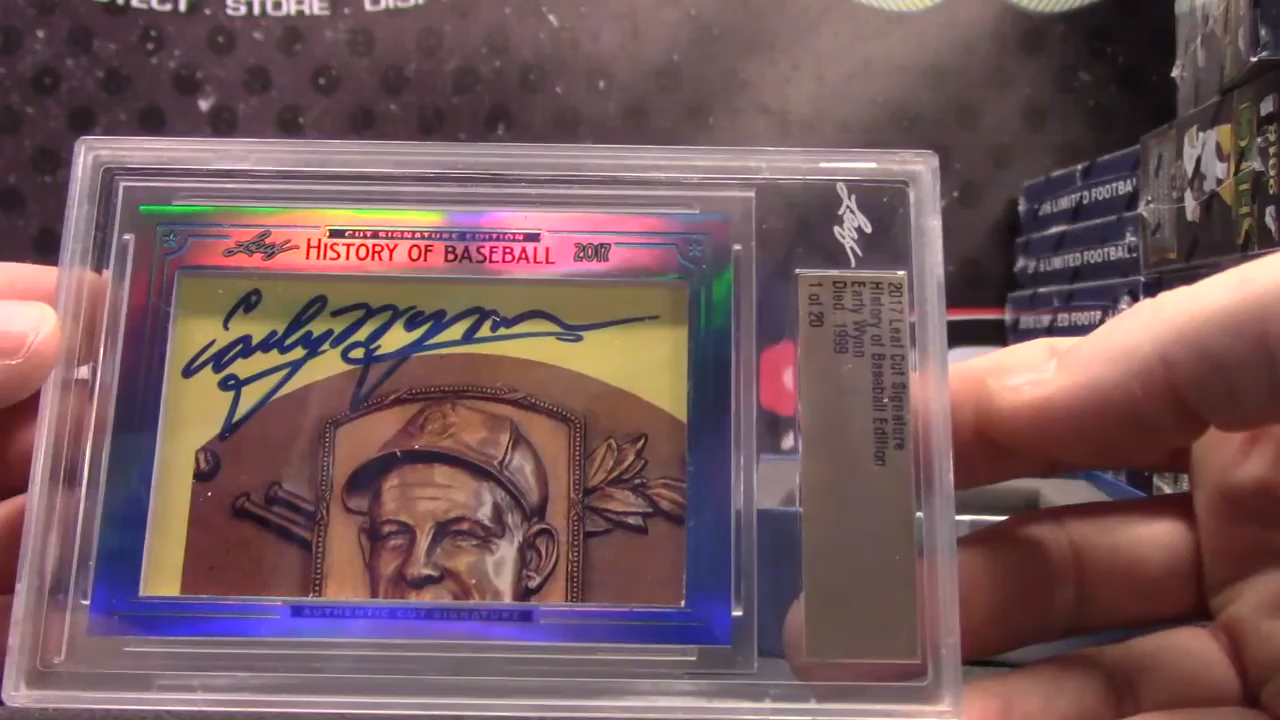 STORE
Leaf
CUT SIGNATURE EDITION
HISTORY OF BASEBALL 2017
Early Wynn
AUTHENTIC CUT SIGNATURE
Leaf
2017 Leaf Cut Signature
History of Baseball Edition
Early Wynn
Died: 1999
1 of 20
LIMITED FOOTBA
LIMITED FOOTBALL